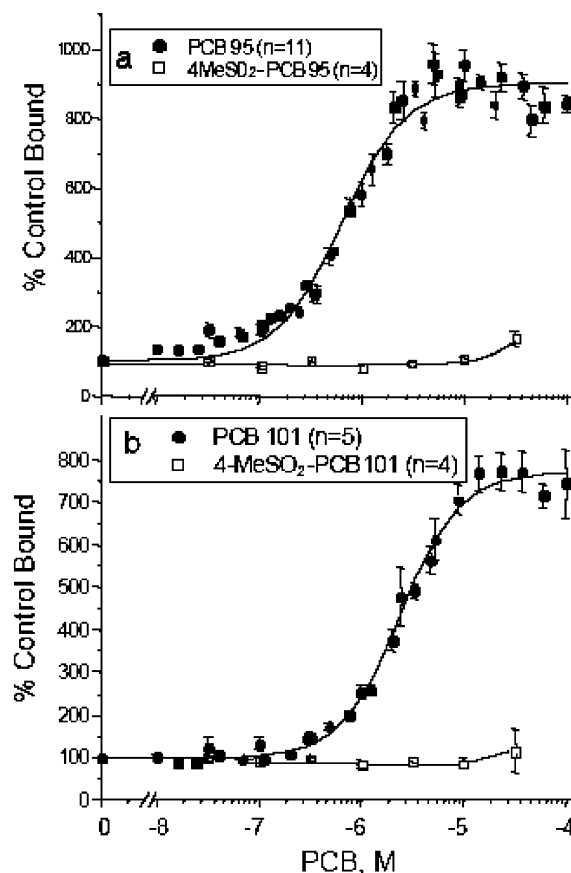 a
PCB 95 (n=11)
4MeSO₂-PCB 95 (n=4)
% Control Bound
1000
800
600
400
200
0
b
PCB 101 (n=5)
4-MeSO₂-PCB 101 (n=4)
% Control Bound
800
700
600
500
400
300
200
100
0
0 -8 -7 -6 -5 -4
PCB, M